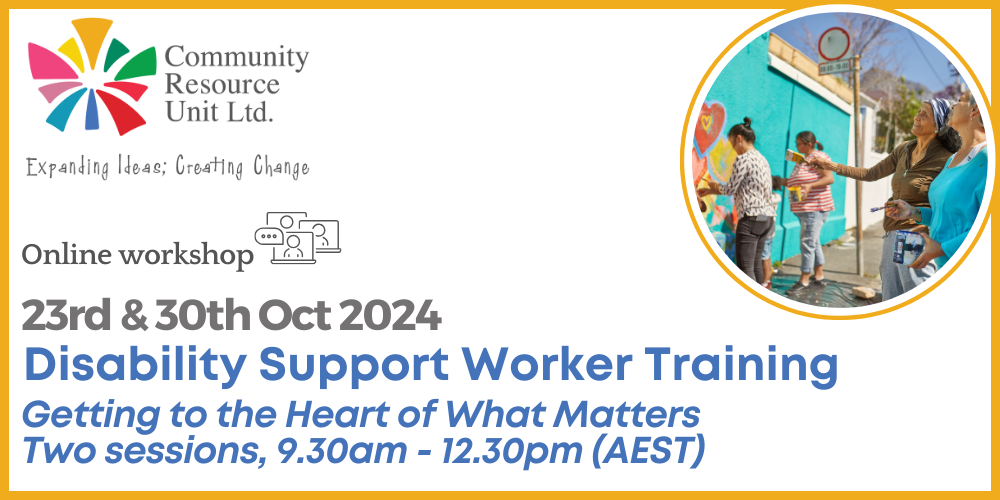 Community
Resource
Unit Ltd.
Expanding Ideas; Creating Change
Online workshop
23rd & 30th Oct 2024
Disability Support Worker Training
Getting to the Heart of What Matters
Two sessions, 9.30am - 12.30pm (AEST)